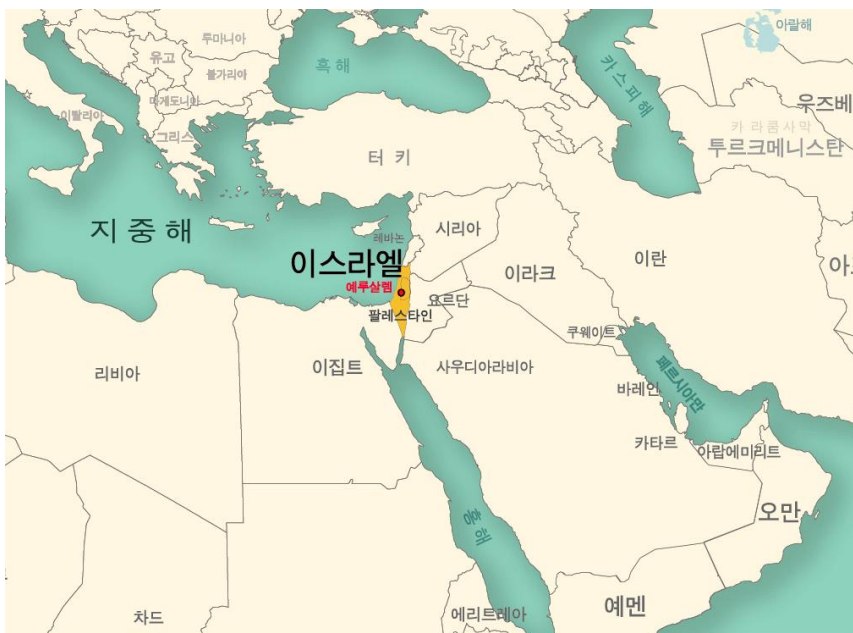 아랄해
루마니아
유고
흑해
카스피해
불가리아
마게도니아
우즈베
이탈리아
카라쿰사막
그리스
투르크메니스탄
터 키
지중해
시리아
레바논
이란
이스라엘
이라크
아프
예루살렘
요르단
팔레스타인
쿠웨이트
리비아
이집트
사우디아라비아
페르시아만
바레인
카타르
아랍에미리트
오만
홍해
차드
에리트레아
예멘